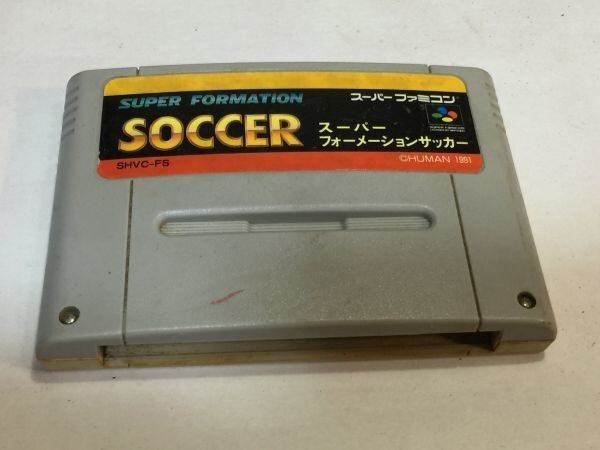 SUPER FORMATION
SOCCER
SHVC-FS
スーパーファミコン
スーパー
フォーメーションサッカー
©HUMAN 1991